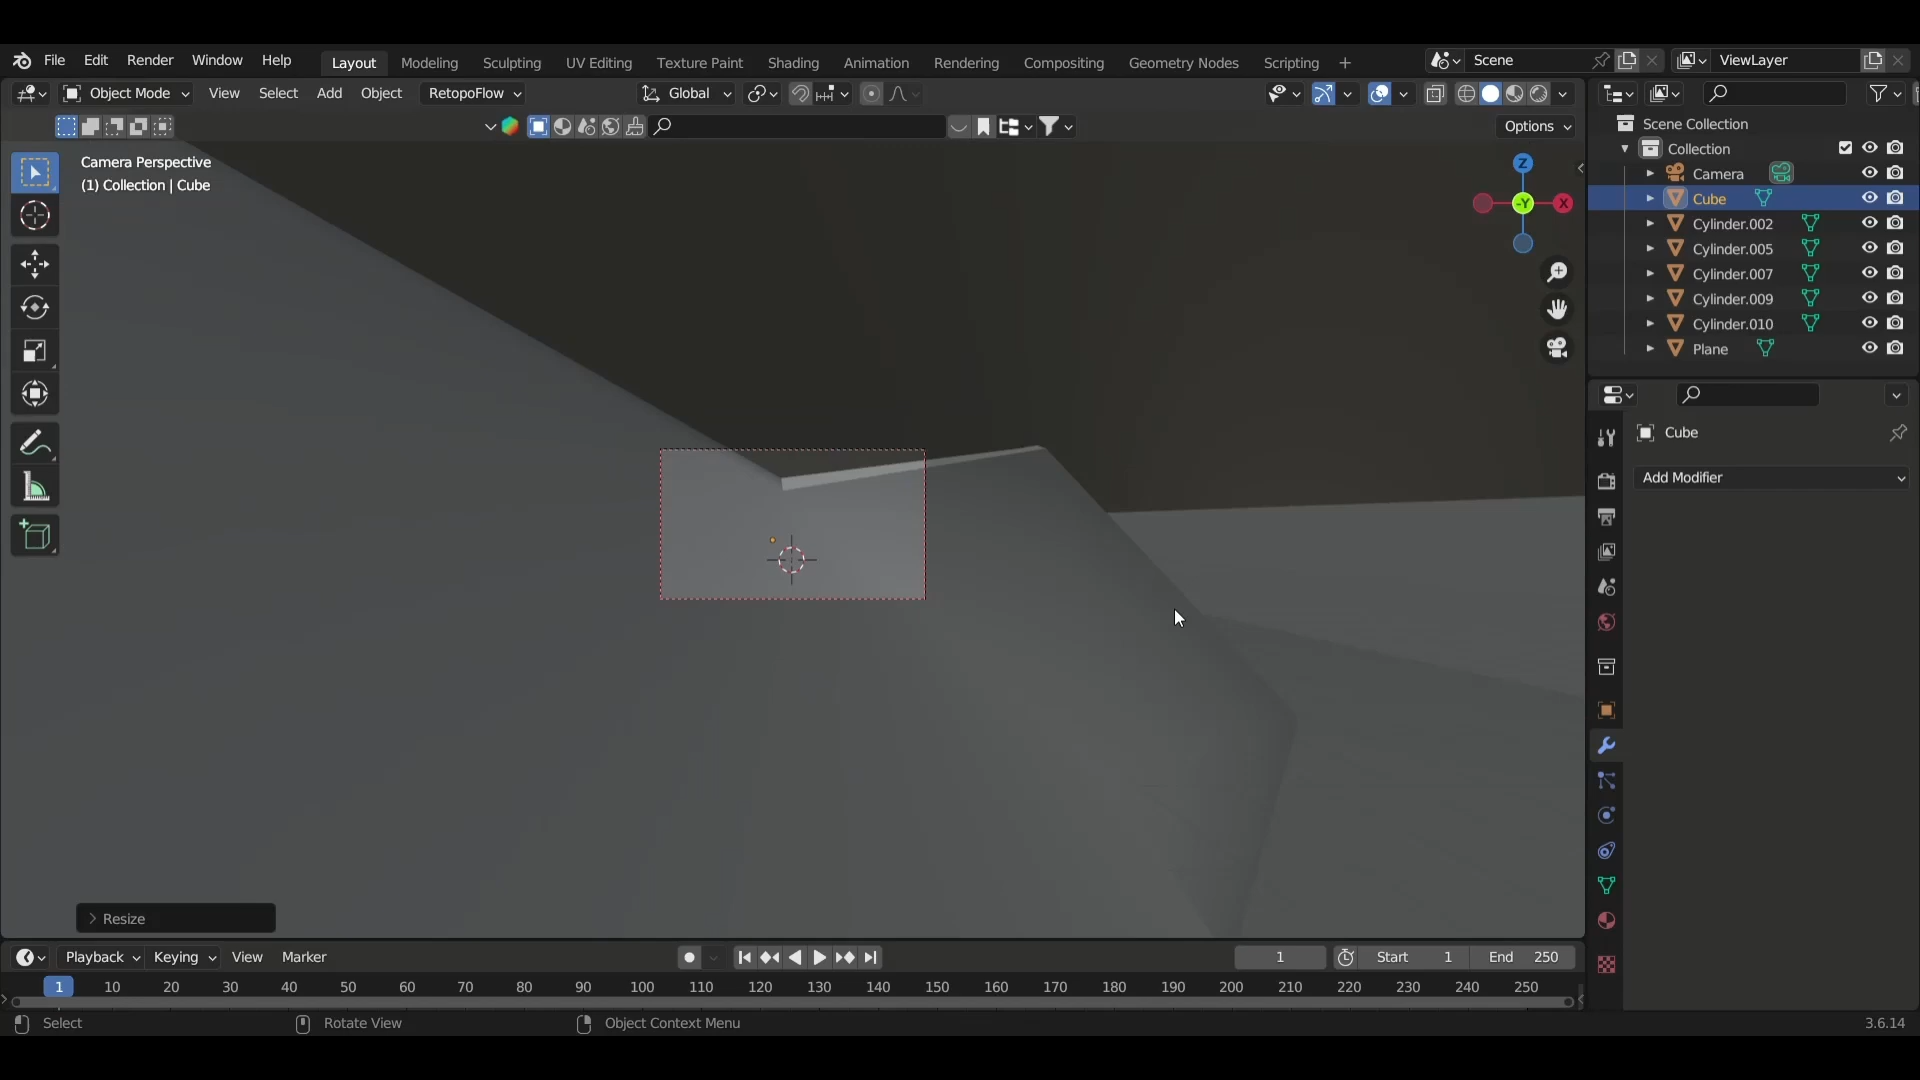 File Edit Render Window Help Layout Modeling Sculpting UV Editing Texture Paint Shading Animation Rendering Compositing Geometry Nodes Scripting + Scene ViewLayer
Object Mode View Select Add Object RetopoFlow Global
Options
Camera Perspective
(1) Collection | Cube
Z
-Y X
Scene Collection
Collection
Camera
Cube
Cylinder.002
Cylinder.005
Cylinder.007
Cylinder.009
Cylinder.010
Plane
Cube
Add Modifier
Resize
Playback Keying View Marker 1 Start 1 End 250
1 10 20 30 40 50 60 70 80 90 100 110 120 130 140 150 160 170 180 190 200 210 220 230 240 250
Select Rotate View Object Context Menu 3.6.14